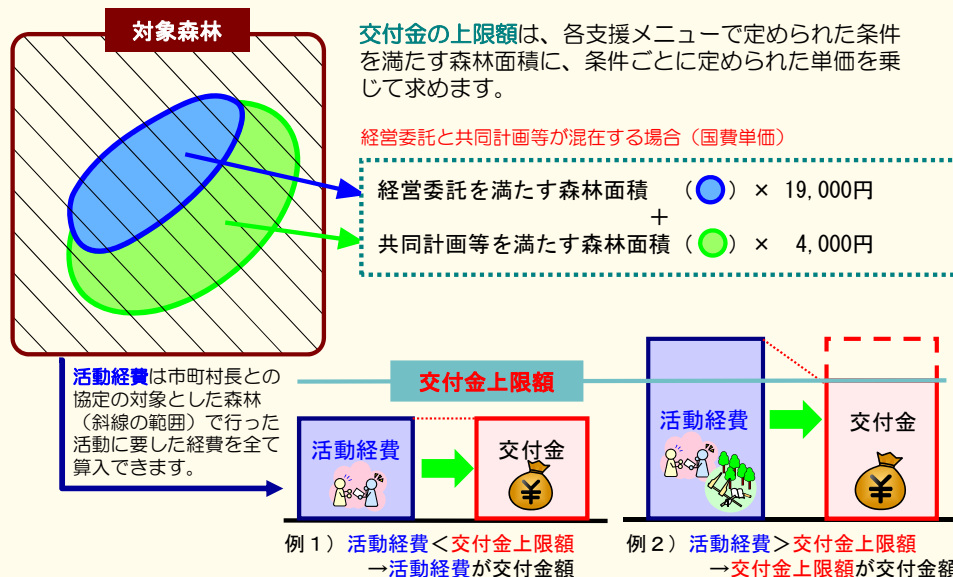 対象森林
交付金の上限額は、各支援メニューで定められた条件
を満たす森林面積に、条件ごとに定められた単価を乗
じて求めます。
経営委託と共同計画等が混在する場合（国費単価）
経営委託を満たす森林面積 （ ） × 19,000円
＋
共同計画等を満たす森林面積（ ） × 4,000円
活動経費は市町村長との
協定の対象とした森林
（斜線の範囲）で行った
活動に要した経費を全て
算入できます。
交付金上限額
活動経費
交付金
¥
活動経費
交付金
¥
例１）活動経費＜交付金上限額
→活動経費が交付金額
例２）活動経費＞交付金上限額
→交付金上限額が交付金額